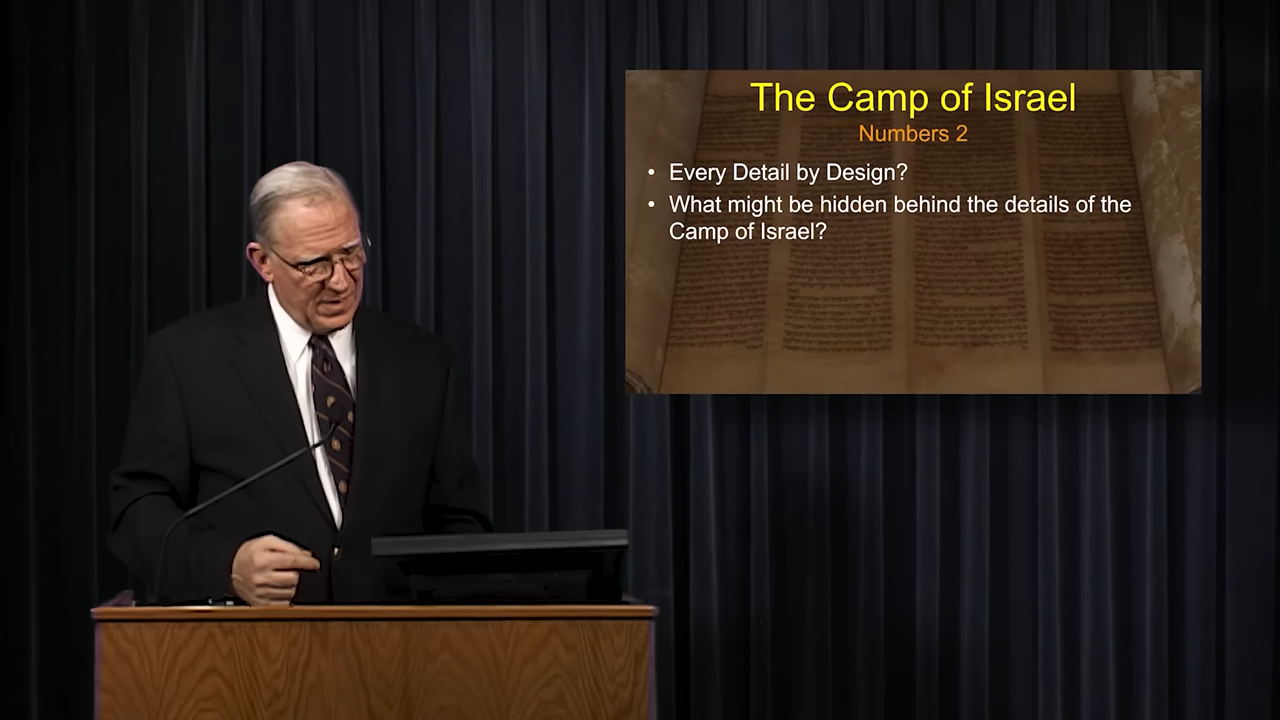 The Camp of Israel
Numbers 2
• Every Detail by Design?
• What might be hidden behind the details of the
Camp of Israel?